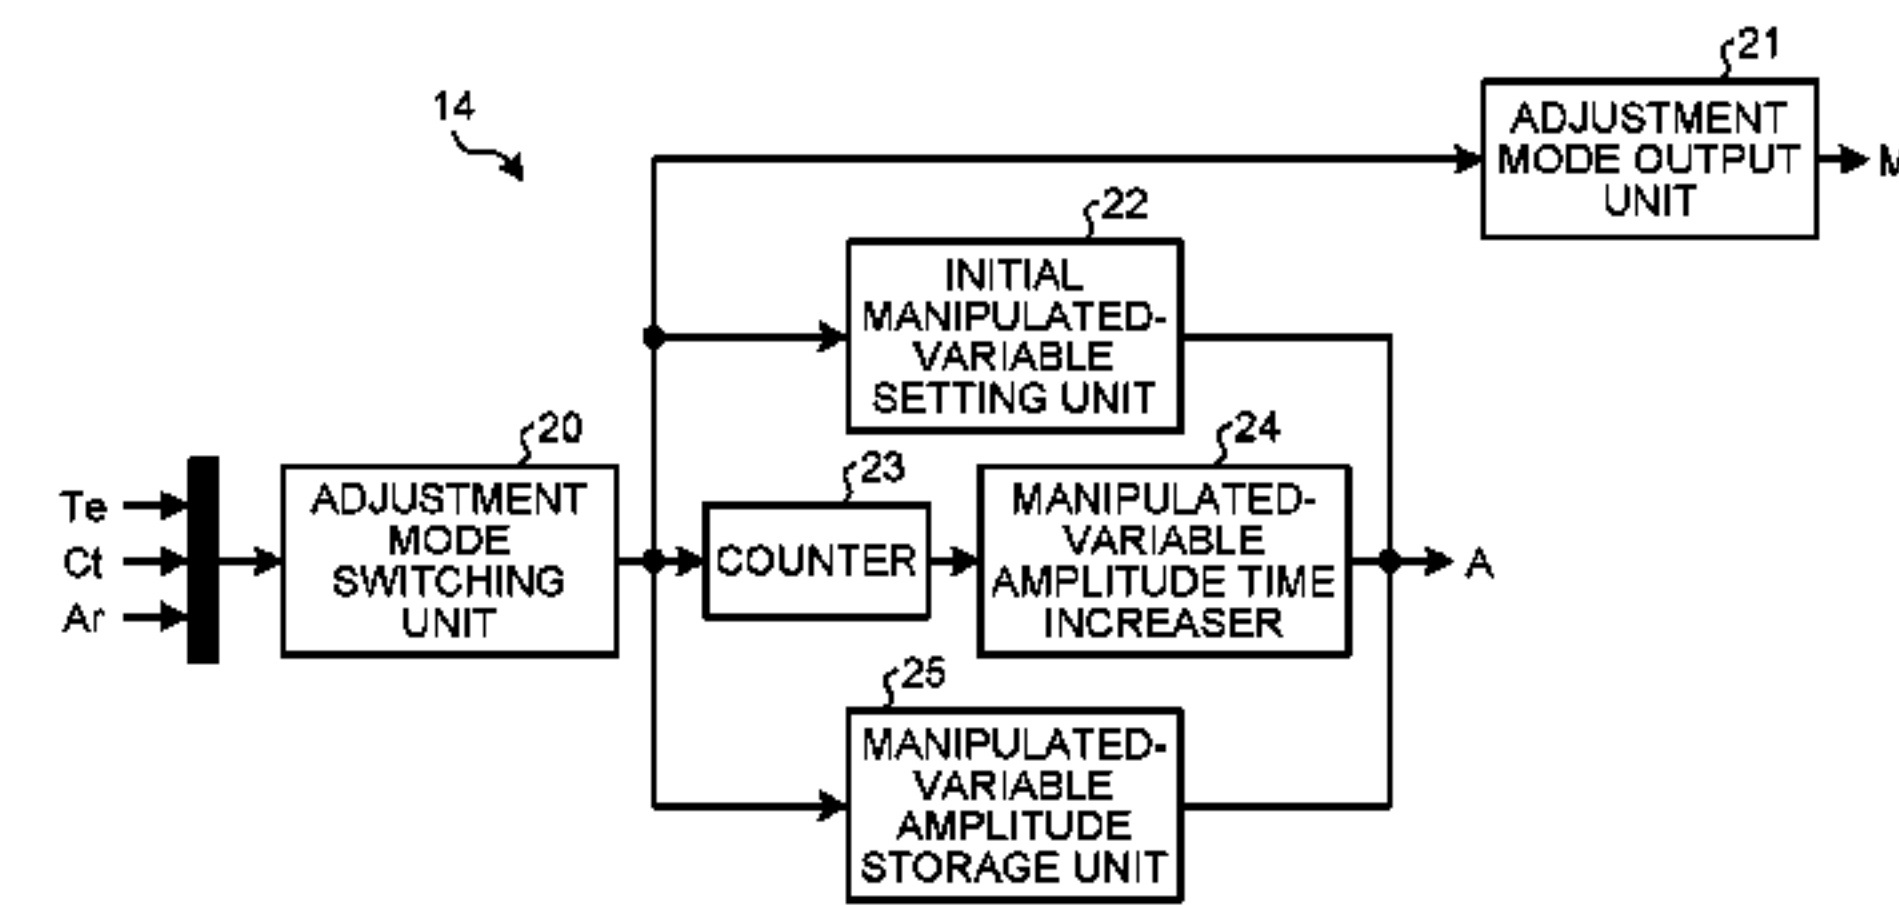 21
ADJUSTMENT
MODE OUTPUT
UNIT
M
14
22
INITIAL
MANIPULATED-
VARIABLE
SETTING UNIT
20
ADJUSTMENT
MODE
SWITCHING
UNIT
Te
Ct
Ar
23
COUNTER
24
MANIPULATED-
VARIABLE
AMPLITUDE TIME
INCREASER
A
25
MANIPULATED-
VARIABLE
AMPLITUDE
STORAGE UNIT